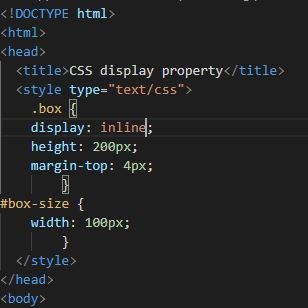 <!DOCTYPE html>
<html>
<head>
<title>CSS display property</title>
<style type="text/css">
.box {
display: inline;
height: 200px;
margin-top: 4px;
}
#box-size {
width: 100px;
}
</style>
</head>
<body>